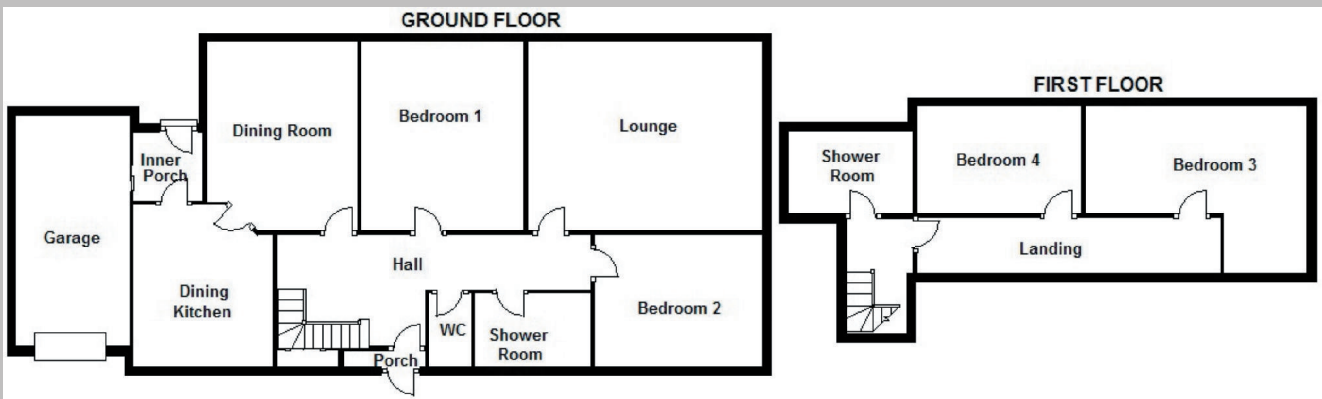 GROUND FLOOR
Dining Room
Bedroom 1
Lounge
Inner
Porch
Garage
Hall
Dining
Kitchen
WC
Shower
Room
Bedroom 2
Porch
FIRST FLOOR
Shower
Room
Bedroom 4
Bedroom 3
Landing